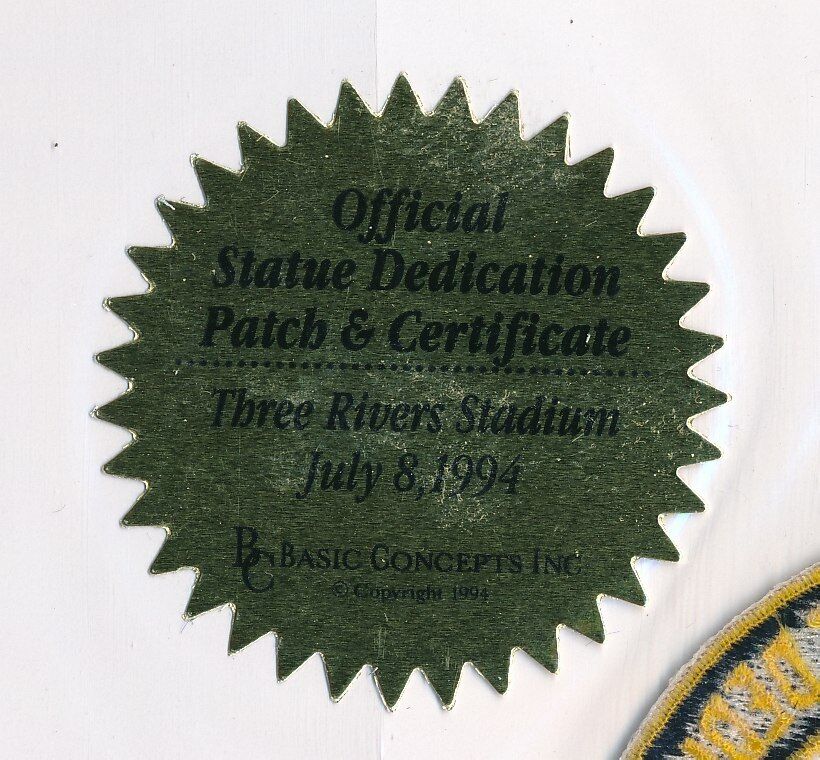 Official
Statue Dedication
Patch & Certificate
Three Rivers Stadium
July 8, 1994
BC BASIC CONCEPTS INC.
© Copyright 1994